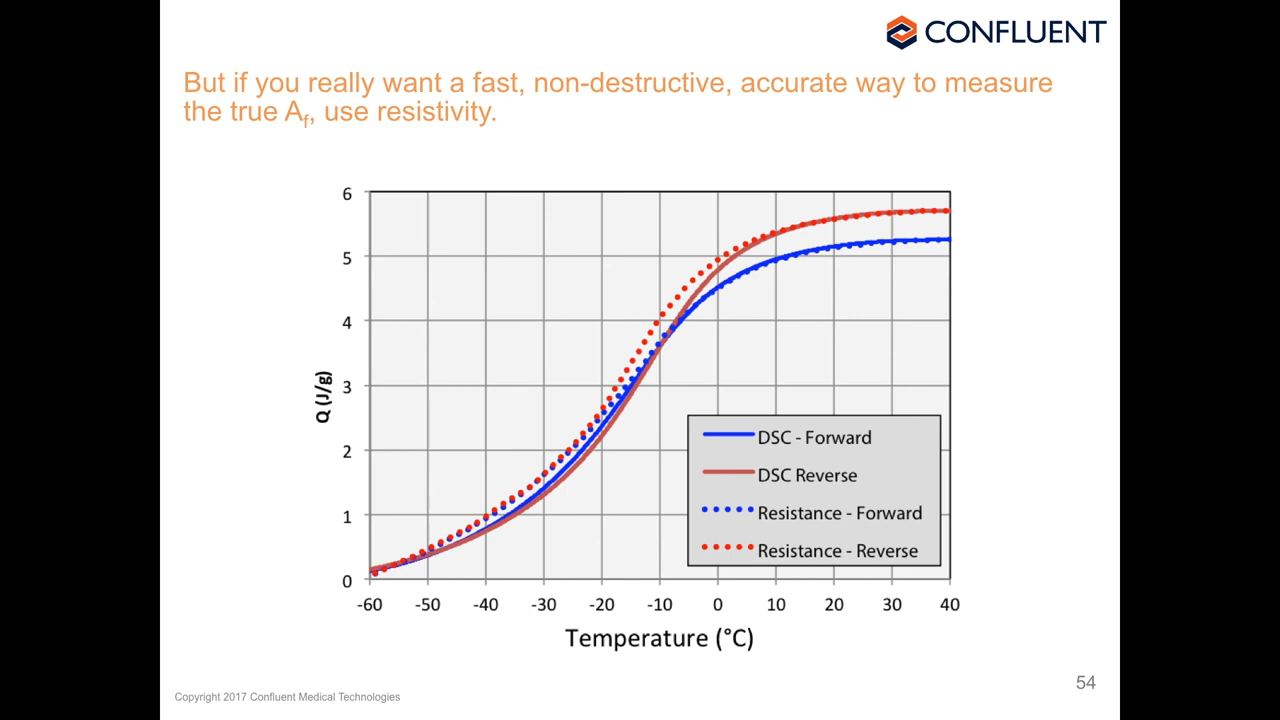 CONFLUENT
But if you really want a fast, non-destructive, accurate way to measure
the true Af, use resistivity.
6
5
4
3
2
1
0
Q (J/g)
DSC - Forward
DSC Reverse
Resistance - Forward
Resistance - Reverse
-60 -50 -40 -30 -20 -10 0 10 20 30 40
Temperature (°C)
54
Copyright 2017 Confluent Medical Technologies